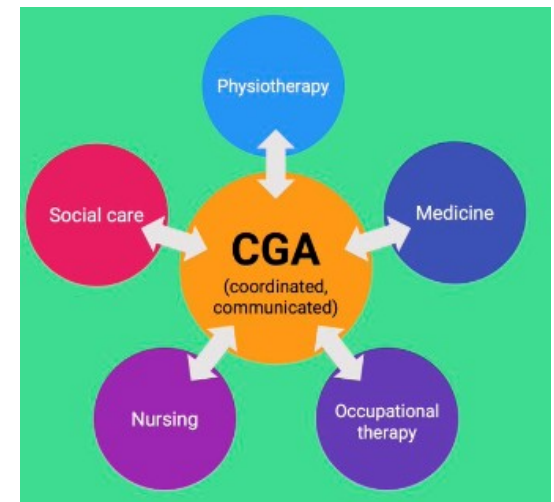 Physiotherapy
Social care
Medicine
CGA
(coordinated,
communicated)
Nursing
Occupational
therapy